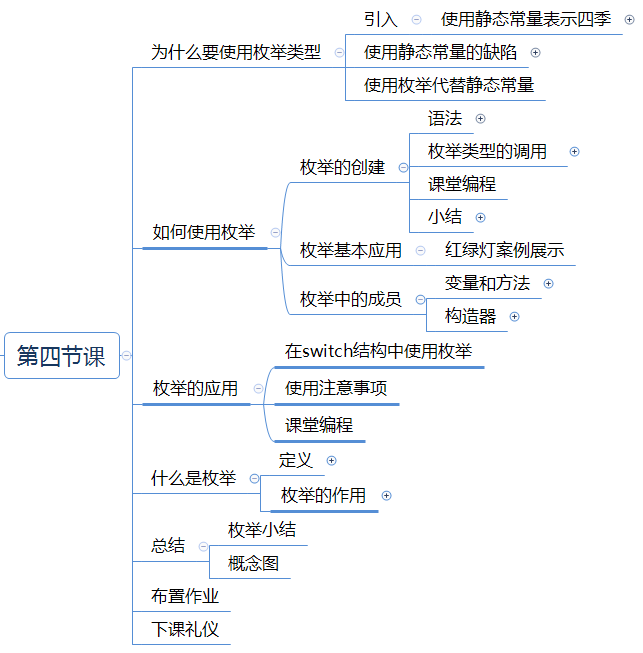 第四节课
为什么要使用枚举类型
引入
使用静态常量表示四季
使用静态常量的缺陷
使用枚举代替静态常量
如何使用枚举
枚举的创建
语法
枚举类型的调用
课堂编程
小结
枚举基本应用
红绿灯案例展示
枚举中的成员
变量和方法
构造器
枚举的应用
在switch结构中使用枚举
使用注意事项
课堂编程
什么是枚举
定义
枚举的作用
总结
枚举小结
概念图
布置作业
下课礼仪